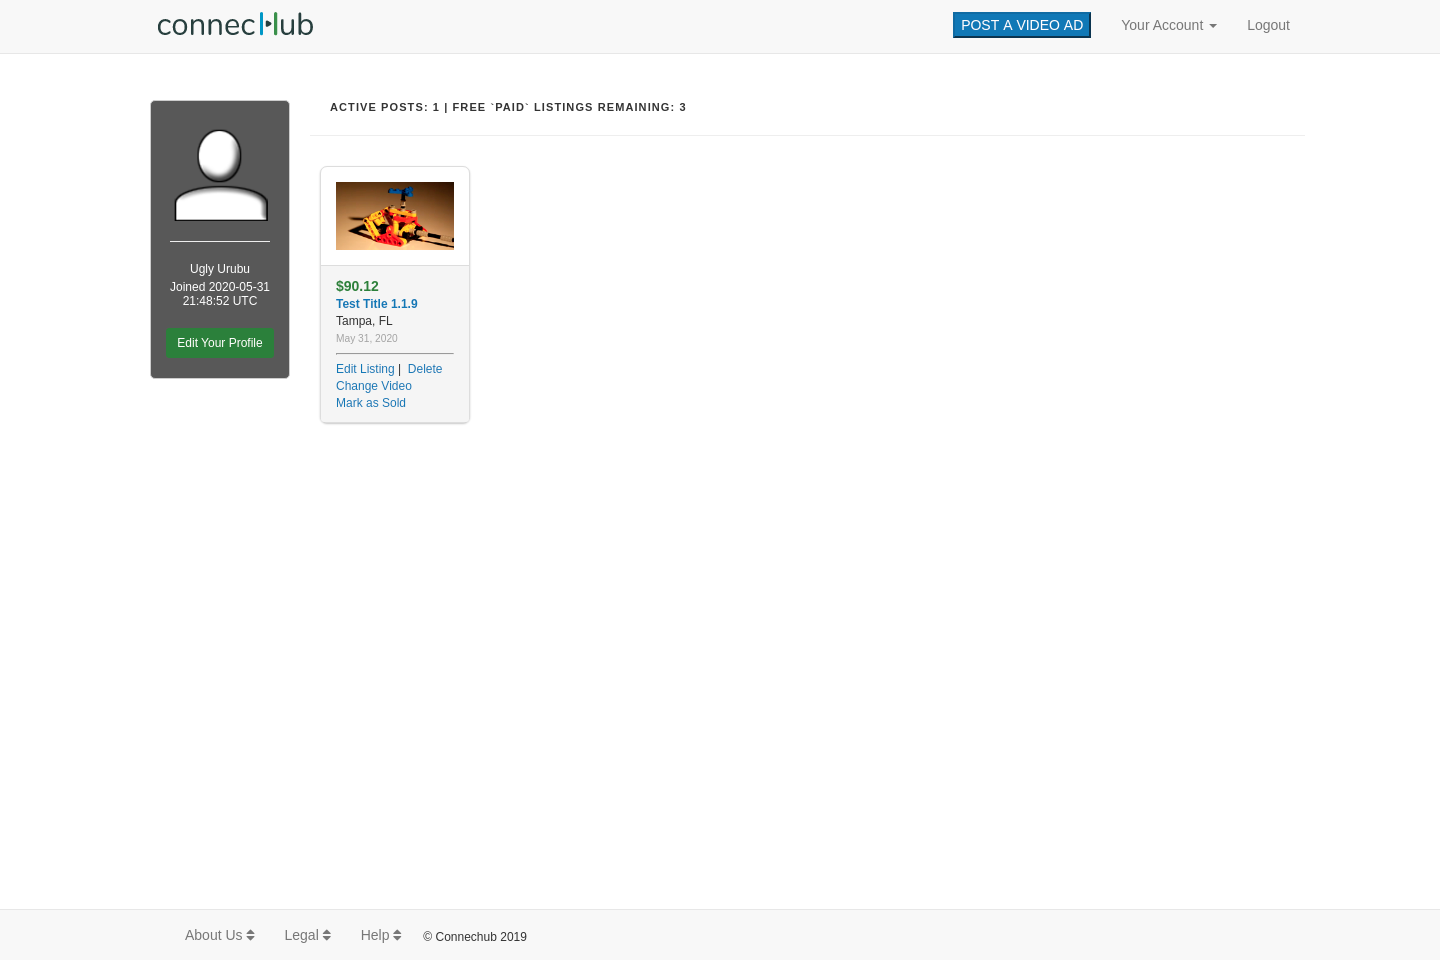 connecHub
POST A VIDEO AD
Your Account
Logout
Ugly Urubu
Joined 2020-05-31
21:48:52 UTC
Edit Your Profile
ACTIVE POSTS: 1 | FREE `PAID` LISTINGS REMAINING: 3
$90.12
Test Title 1.1.9
Tampa, FL
May 31, 2020
Edit Listing | Delete
Change Video
Mark as Sold
About Us
Legal
Help
© Connechub 2019